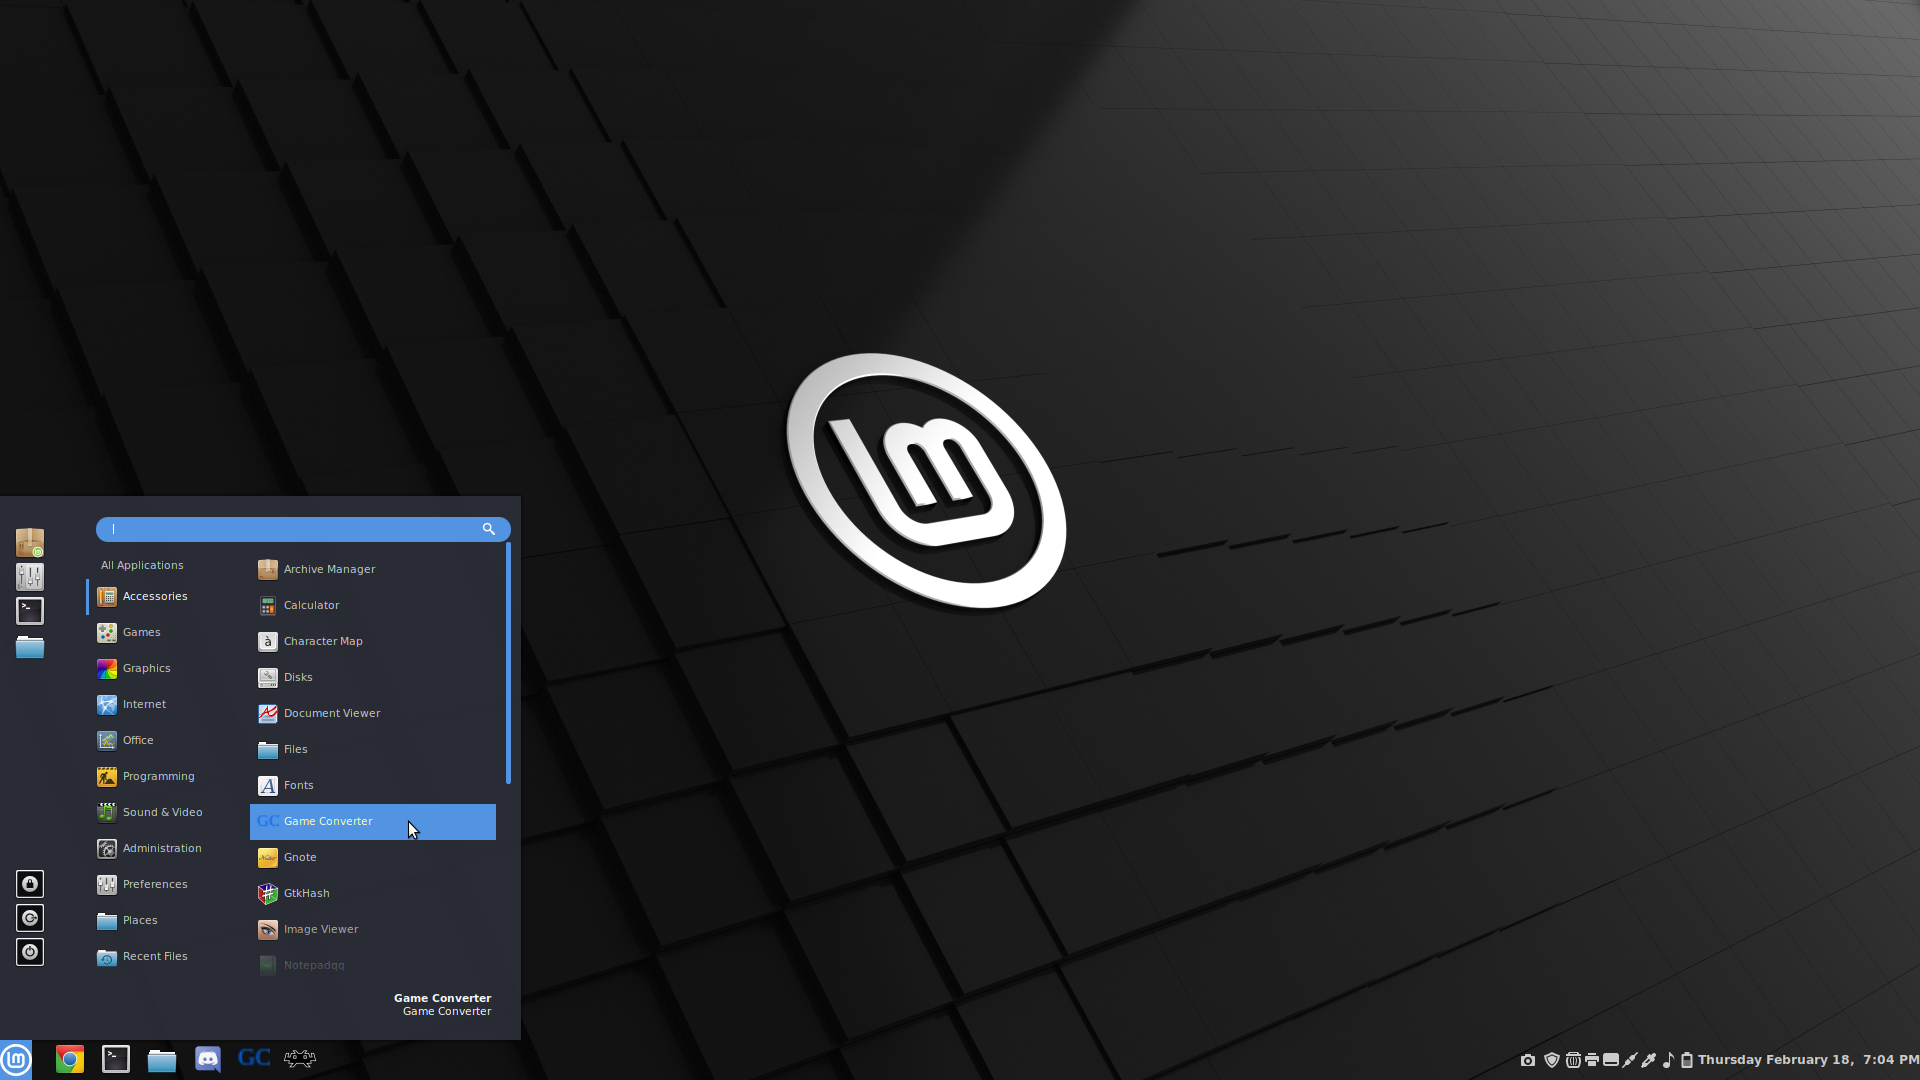 All Applications
Accessories
Games
Graphics
Internet
Office
Programming
Sound & Video
Administration
Preferences
Places
Recent Files
Archive Manager
Calculator
à Character Map
Disks
Document Viewer
Files
A Fonts
GC Game Converter
Gnote
GtkHash
Image Viewer
Notepadqq
Game Converter
Game Converter
GC
Thursday February 18, 7:04 PM